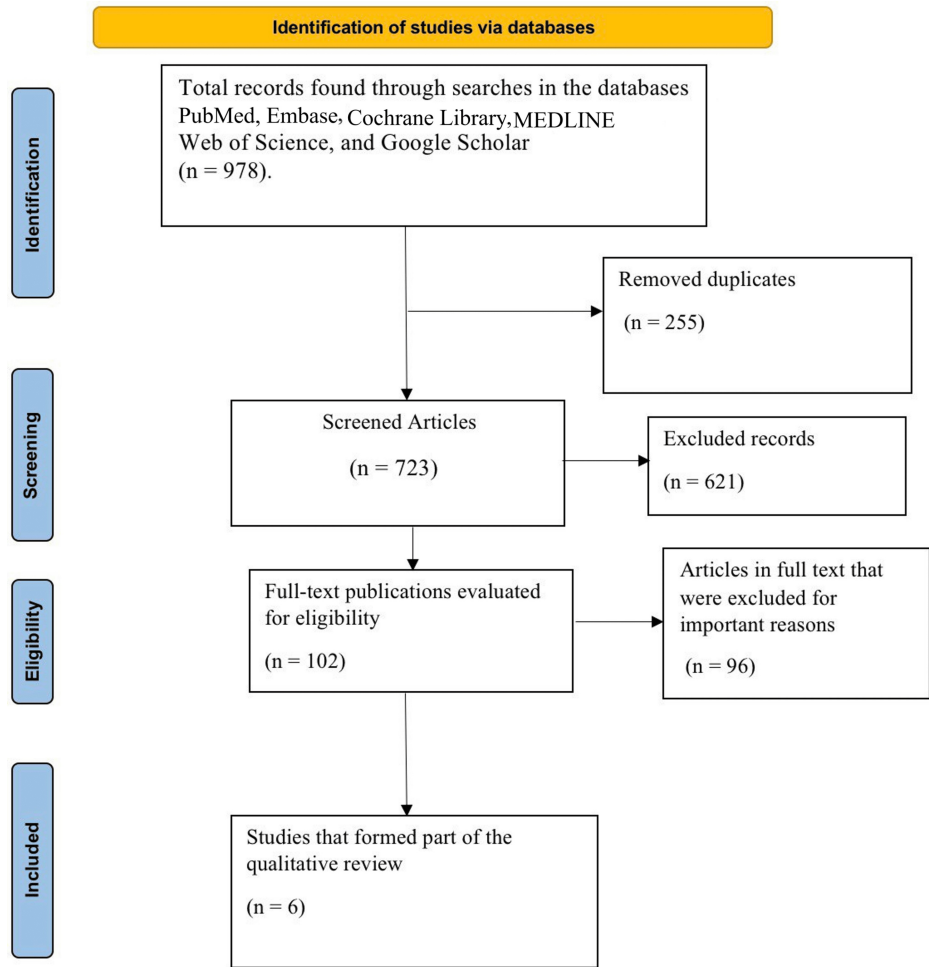 Identification of studies via databases
Identification
Total records found through searches in the databases
PubMed, Embase, Cochrane Library, MEDLINE
Web of Science, and Google Scholar
(n = 978).
Removed duplicates
(n = 255)
Screening
Screened Articles
(n = 723)
Excluded records
(n = 621)
Eligibility
Full-text publications evaluated
for eligibility
(n = 102)
Articles in full text that
were excluded for
important reasons
(n = 96)
Included
Studies that formed part of the
qualitative review
(n = 6)